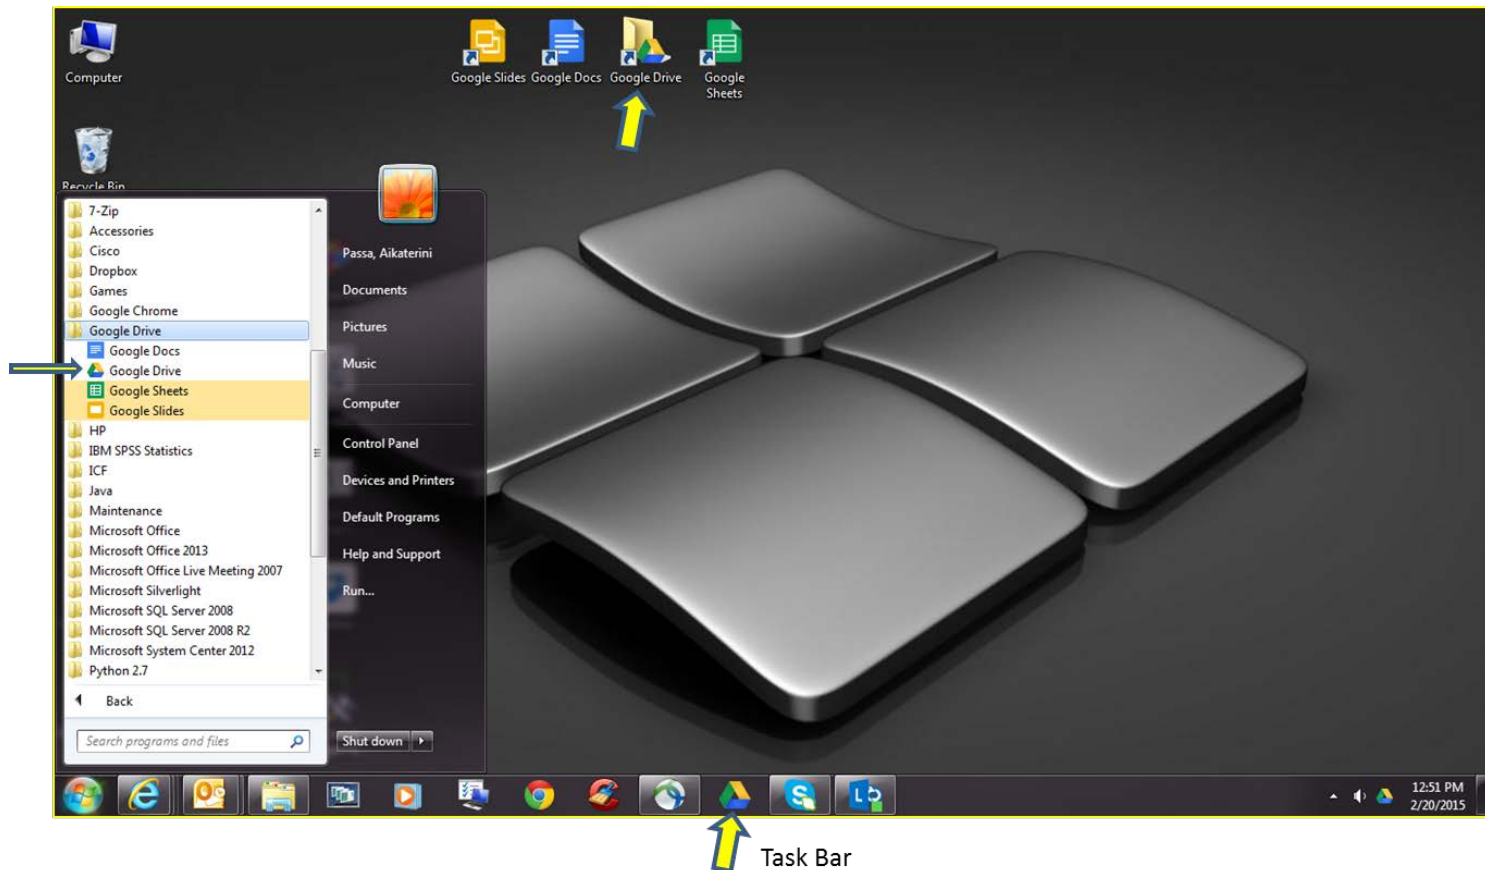 Computer
Google Slides
Google Docs
Google Drive
Google
Sheets
Recycle Bin
7-Zip
Accessories
Cisco
Dropbox
Games
Google Chrome
Google Drive
Google Docs
Google Drive
Google Sheets
Google Slides
HP
IBM SPSS Statistics
ICF
Java
Maintenance
Microsoft Office
Microsoft Office 2013
Microsoft Office Live Meeting 2007
Microsoft Silverlight
Microsoft SQL Server 2008
Microsoft SQL Server 2008 R2
Microsoft System Center 2012
Python 2.7
Back
Search programs and files
Passa, Aikaterini
Documents
Pictures
Music
Computer
Control Panel
Devices and Printers
Default Programs
Help and Support
Run...
Shut down
12:51 PM
2/20/2015
Task Bar